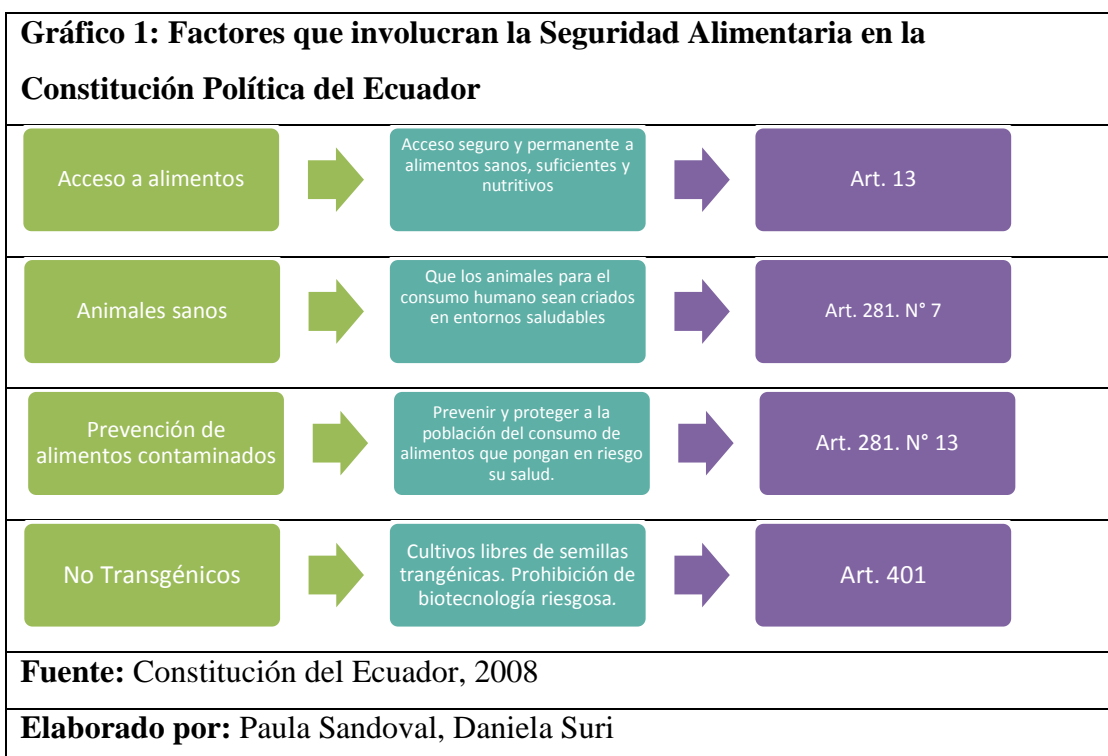 Gráfico 1: Factores que involucran la Seguridad Alimentaria en la
Constitución Política del Ecuador
Acceso a alimentos
Acceso seguro y permanente a
alimentos sanos, suficientes y
nutritivos
Art. 13
Animales sanos
Que los animales para el
consumo humano sean criados
en entornos saludables
Art. 281. N° 7
Prevención de
alimentos contaminados
Prevenir y proteger a la
población del consumo de
alimentos que pongan en riesgo
su salud.
Art. 281. N° 13
No Transgénicos
Cultivos libres de semillas
trangénicas. Prohibición de
biotecnología riesgosa.
Art. 401
Fuente: Constitución del Ecuador, 2008
Elaborado por: Paula Sandoval, Daniela Suri